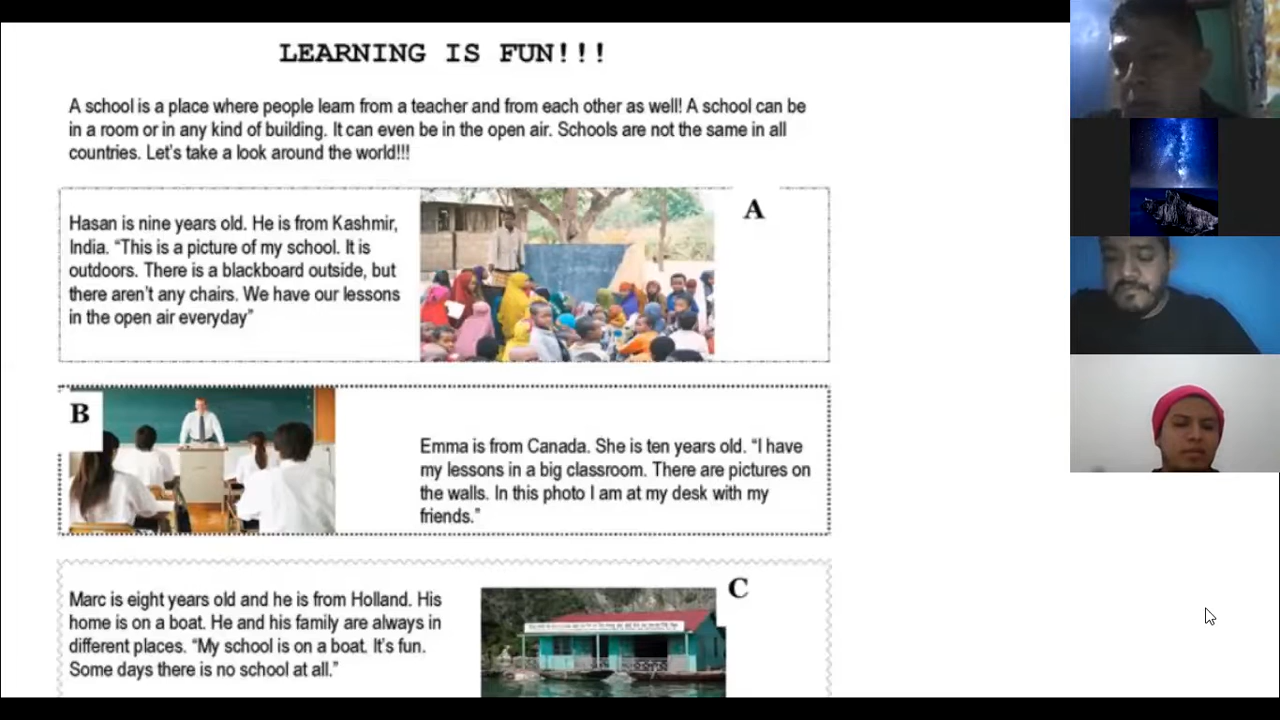 LEARNING IS FUN!!!
A school is a place where people learn from a teacher and from each other as well! A school can be
in a room or in any kind of building. It can even be in the open air. Schools are not the same in all
countries. Let's take a look around the world!!!
A
Hasan is nine years old. He is from Kashmir,
India. “This is a picture of my school. It is
outdoors. There is a blackboard outside, but
there aren't any chairs. We have our lessons
in the open air everyday”
B
Emma is from Canada. She is ten years old. “I have
my lessons in a big classroom. There are pictures on
the walls. In this photo I am at my desk with my
friends.”
C
Marc is eight years old and he is from Holland. His
home is on a boat. He and his family are always in
different places. “My school is on a boat. It's fun.
Some days there is no school at all.”